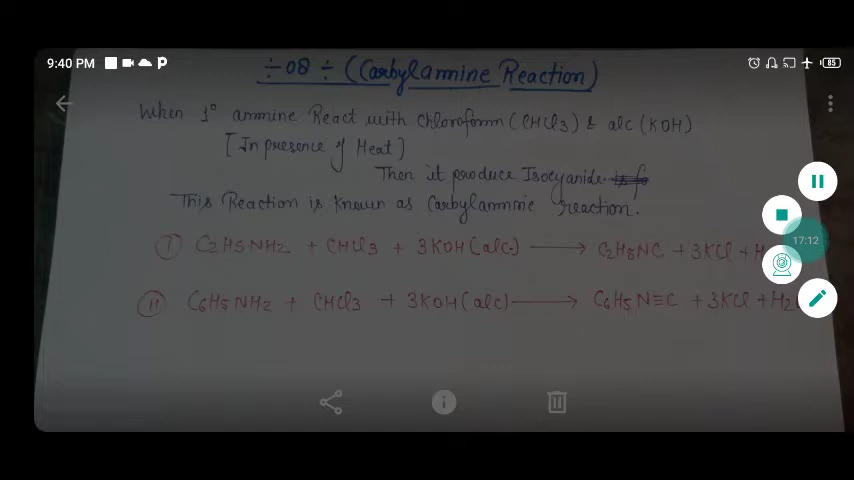 9:40 PM
85
÷ 08 ÷ (Carbylamine Reaction)
When 1° ammine React with chloroform (CHCl3) & alc (KOH)
[In presence of Heat]
Then it produce Isocyanide
This Reaction is known as Carbylammine reaction.
17:12
I C2H5NH2 + CHCl3 + 3KOH (alc.) → C2H5NC + 3KCl + H
II C6H5NH2 + CHCl3 + 3KOH (alc) → C6H5N≡C + 3KCl + H2